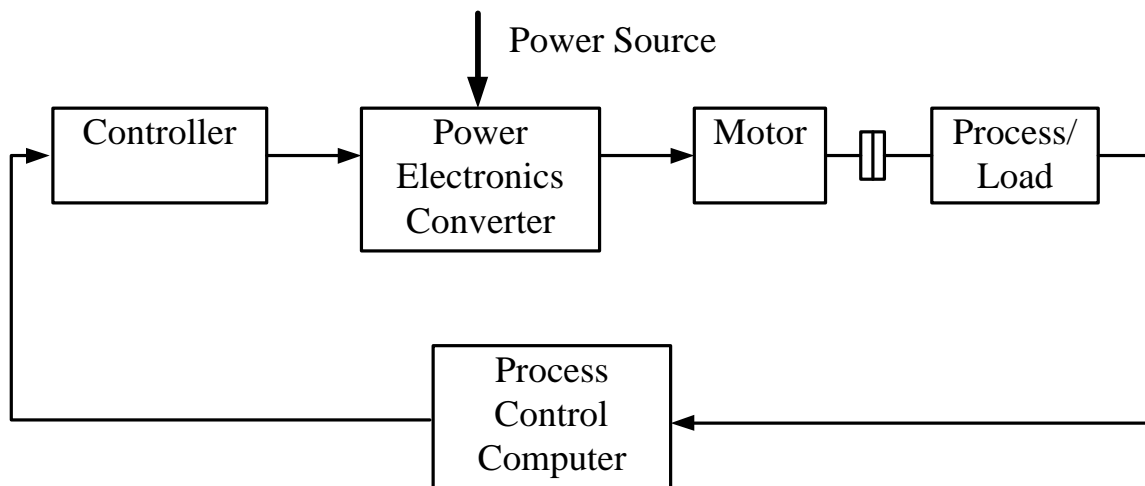 Power Source
Controller
Power
Electronics
Converter
Motor
Process/
Load
Process
Control
Computer